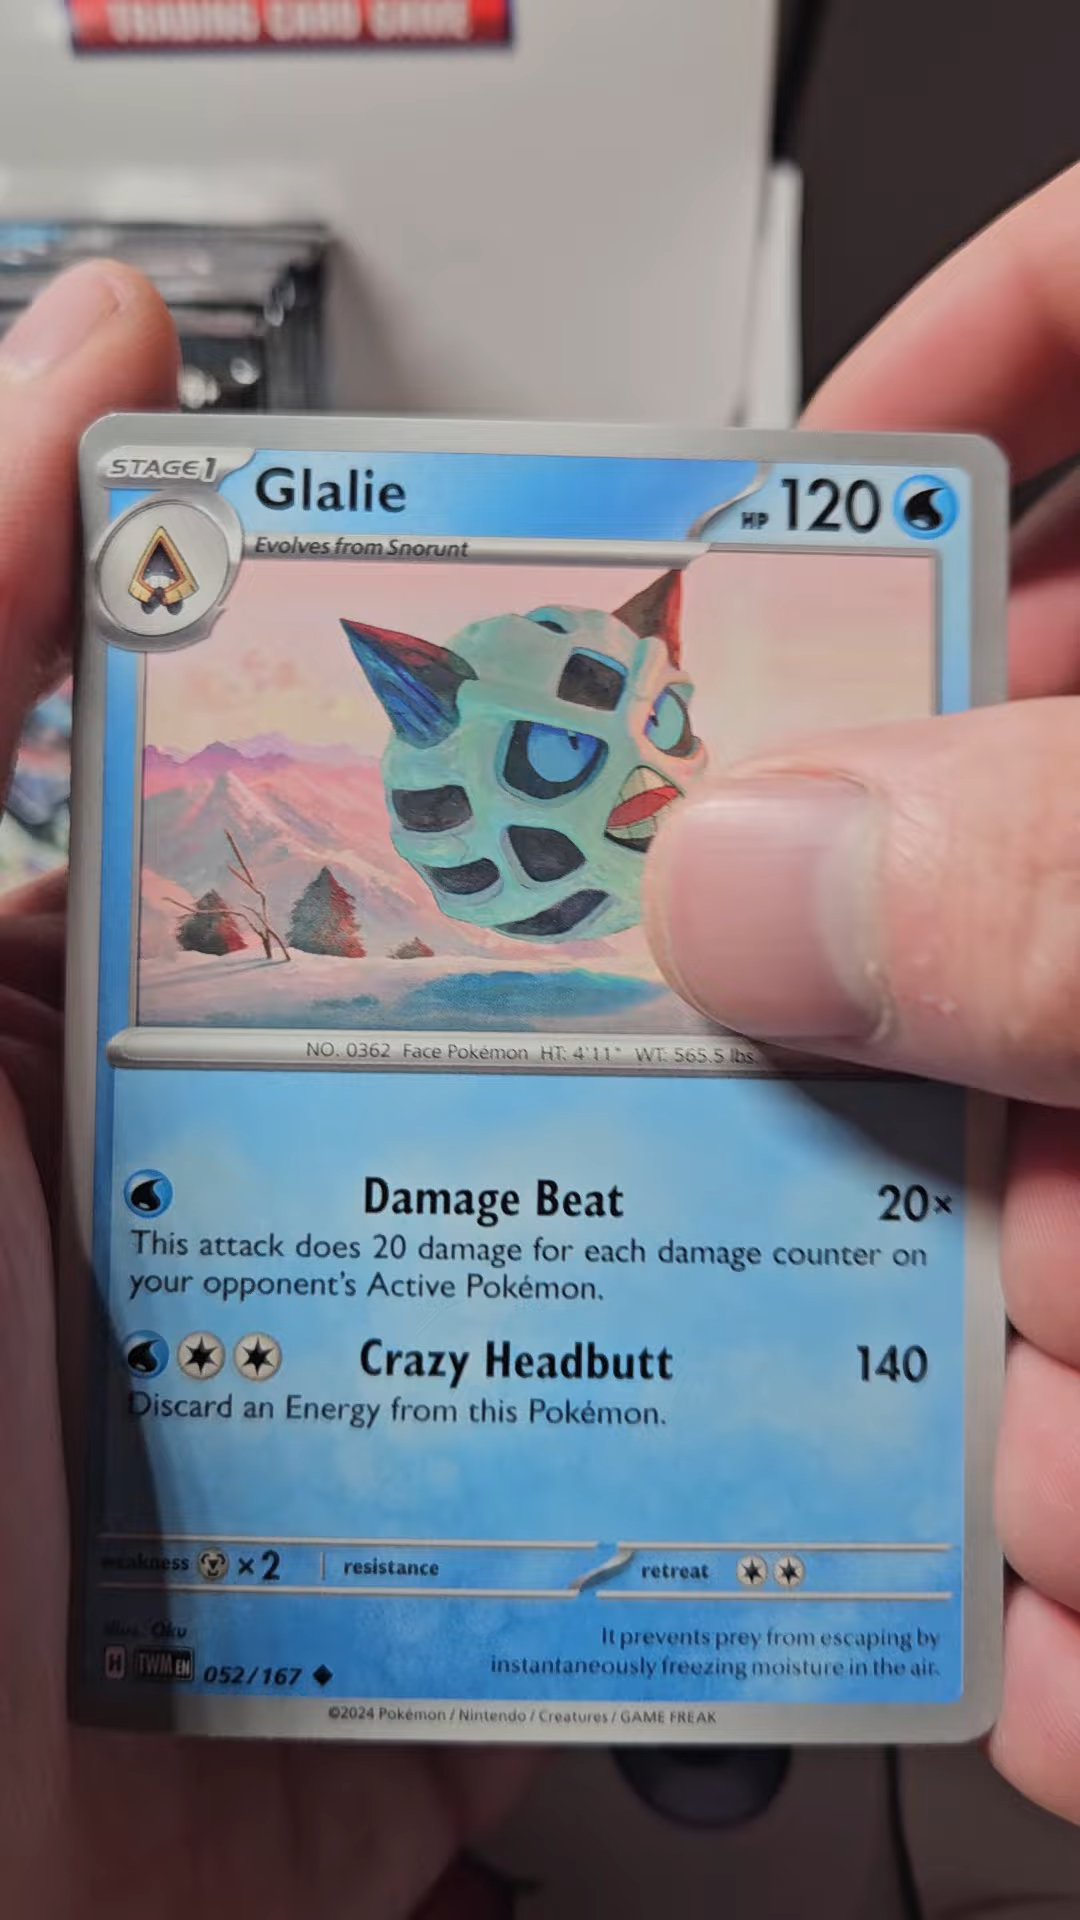 TRADING CARD GAME
STAGE1
Glalie
HP 120
Evolves from Snorunt
NO. 0362 Face Pokémon HT: 4'11" WT: 565.5 lbs.
Damage Beat 20×
This attack does 20 damage for each damage counter on
your opponent's Active Pokémon.
Crazy Headbutt 140
Discard an Energy from this Pokémon.
weakness ×2 resistance retreat
Illus. Oku
It prevents prey from escaping by
instantaneously freezing moisture in the air.
H TWM EN 052/167
©2024 Pokémon / Nintendo / Creatures / GAME FREAK